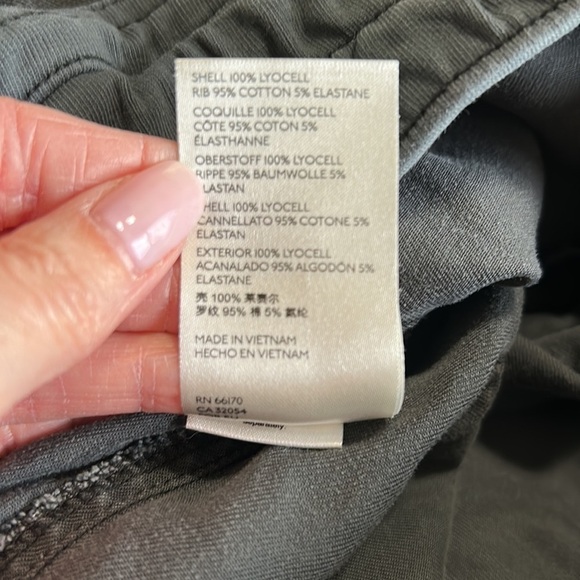 SHELL 100% LYOCELL
RIB 95% COTTON 5% ELASTANE
COQUILLE 100% LYOCELL
CÔTE 95% COTON 5%
ÉLASTHANNE
OBERSTOFF 100% LYOCELL
RIPPE 95% BAUMWOLLE 5%
ELASTAN
SHELL 100% LYOCELL
CANNELLATO 95% COTONE 5%
ELASTAN
EXTERIOR 100% LYOCELL
ACANALADO 95% ALGODÓN 5%
ELASTANE
壳 100% 莱赛尔
罗纹 95% 棉 5% 氨纶
MADE IN VIETNAM
HECHO EN VIETNAM
RN 66170
CA 32054